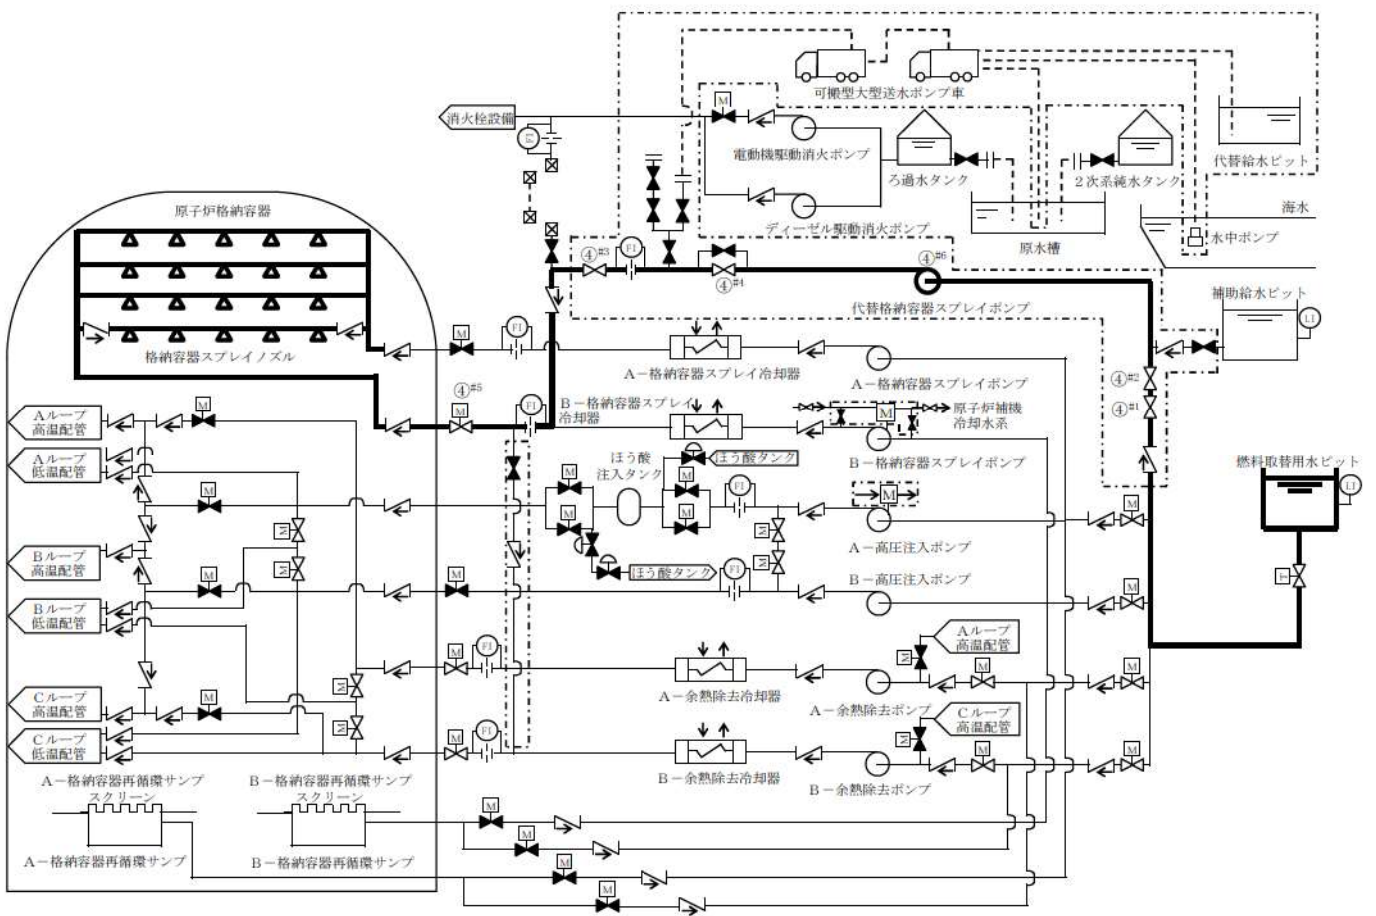 可搬型大型送水ポンプ車
消火栓設備
M
FI
電動機駆動消火ポンプ
ろ過水タンク
2次系純水タンク
代替給水ピット
ディーゼル駆動消火ポンプ
原水槽
海水
水中ポンプ
原子炉格納容器
④#3
FI
④#4
④#6
代替格納容器スプレイポンプ
補助給水ピット
LI
格納容器スプレイノズル
M
FI
A-格納容器スプレイ冷却器
A-格納容器スプレイポンプ
④#2
④#1
④#5
M
FI
B-格納容器スプレイ
冷却器
M
原子炉補機
冷却水系
B-格納容器スプレイポンプ
Aループ
高温配管
M
Aループ
低温配管
ほう酸
注入タンク
ほう酸タンク
燃料取替用水ピット
LI
M
M
M
FI
M
M
A-高圧注入ポンプ
M
M
M
M
Bループ
高温配管
M
M
ほう酸タンク
FI
B-高圧注入ポンプ
T
M
M
M
Bループ
低温配管
Aループ
高温配管
M
FI
A-余熱除去冷却器
A-余熱除去ポンプ
M
M
M
M
Cループ
高温配管
M
Cループ
高温配管
M
Cループ
低温配管
M
FI
B-余熱除去冷却器
B-余熱除去ポンプ
M
M
M
A-格納容器再循環サンプ
スクリーン
B-格納容器再循環サンプ
スクリーン
A-格納容器再循環サンプ
B-格納容器再循環サンプ
M
M
M
M